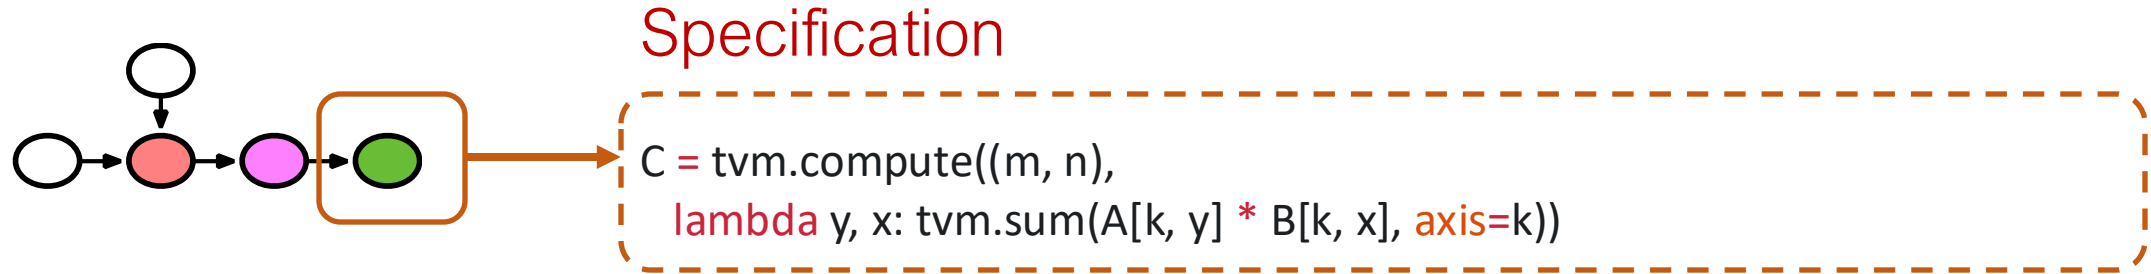 Specification
C = tvm.compute((m, n),
lambda y, x: tvm.sum(A[k, y] * B[k, x], axis=k))